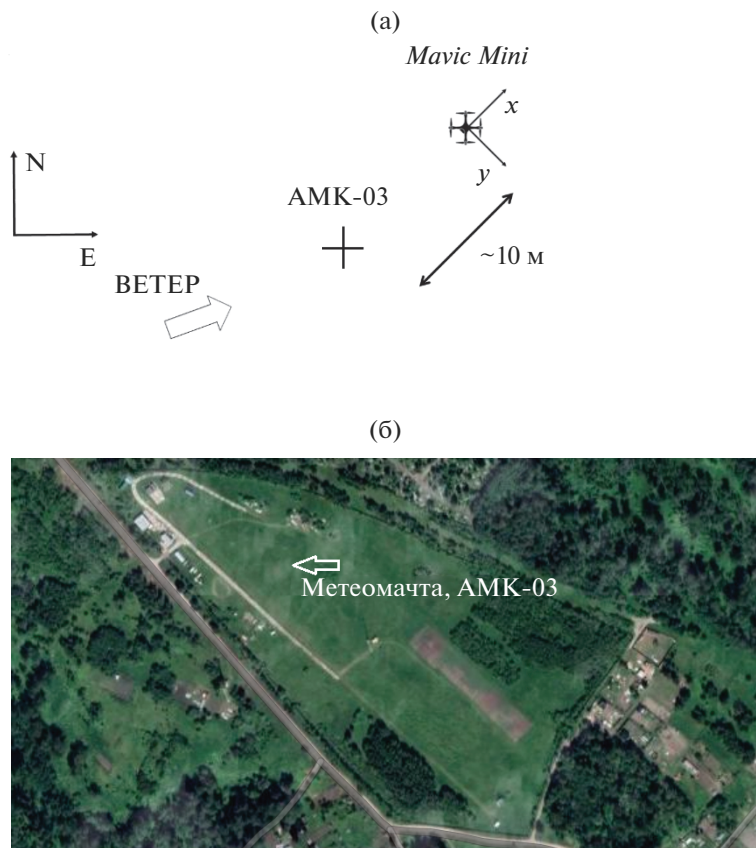 (а)
Mavic Mini
x
N
y
АМК-03
E
~10 м
ВЕТЕР
(б)
Метеомачта, АМК-03